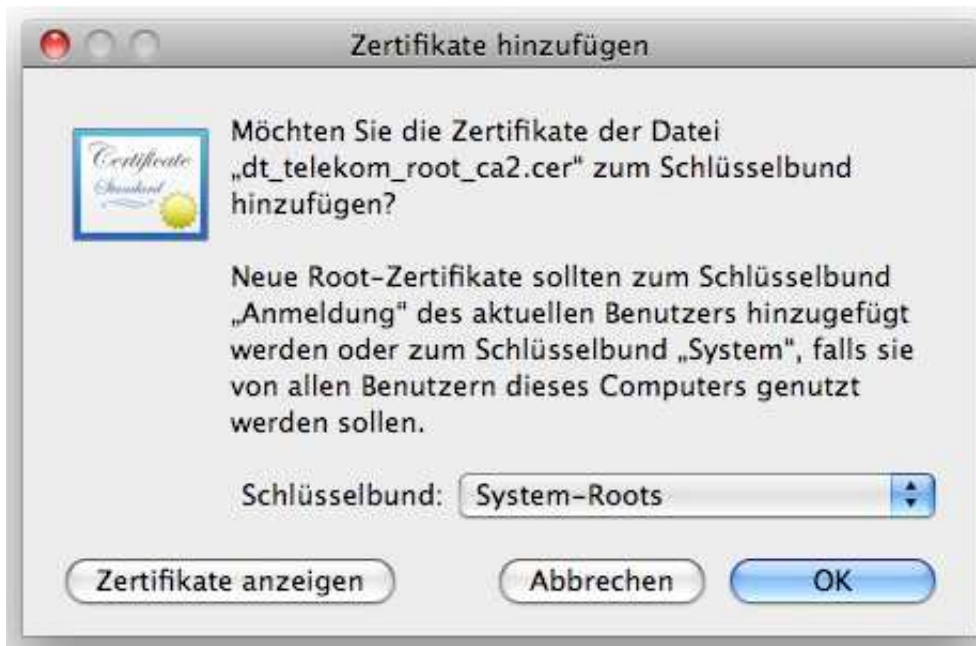 Zertifikate hinzufügen
Certificate
Standard
Möchten Sie die Zertifikate der Datei
„dt_telekom_root_ca2.cer“ zum Schlüsselbund
hinzufügen?
Neue Root-Zertifikate sollten zum Schlüsselbund
„Anmeldung“ des aktuellen Benutzers hinzugefügt
werden oder zum Schlüsselbund „System“, falls sie
von allen Benutzern dieses Computers genutzt
werden sollen.
Schlüsselbund: System-Roots
Zertifikate anzeigen Abbrechen OK